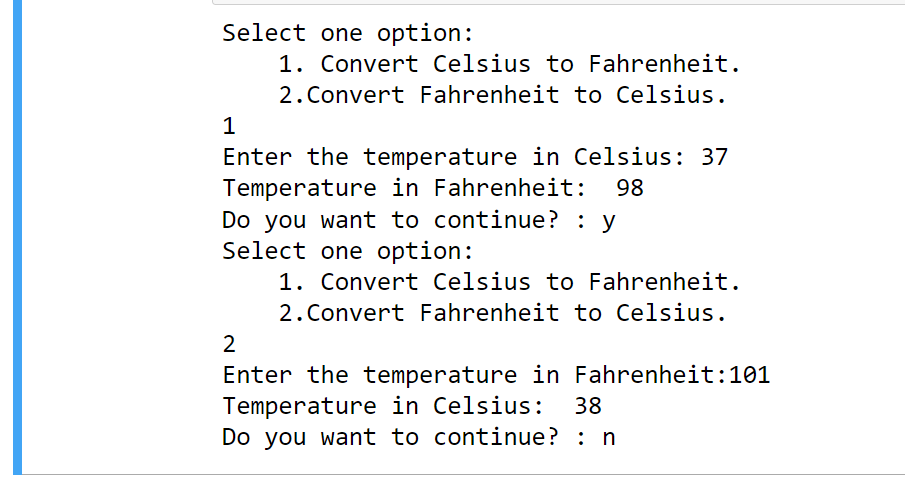 Select one option:
    1. Convert Celsius to Fahrenheit.
    2.Convert Fahrenheit to Celsius.
1
Enter the temperature in Celsius: 37
Temperature in Fahrenheit:  98
Do you want to continue? : y
Select one option:
    1. Convert Celsius to Fahrenheit.
    2.Convert Fahrenheit to Celsius.
2
Enter the temperature in Fahrenheit:101
Temperature in Celsius:  38
Do you want to continue? : n